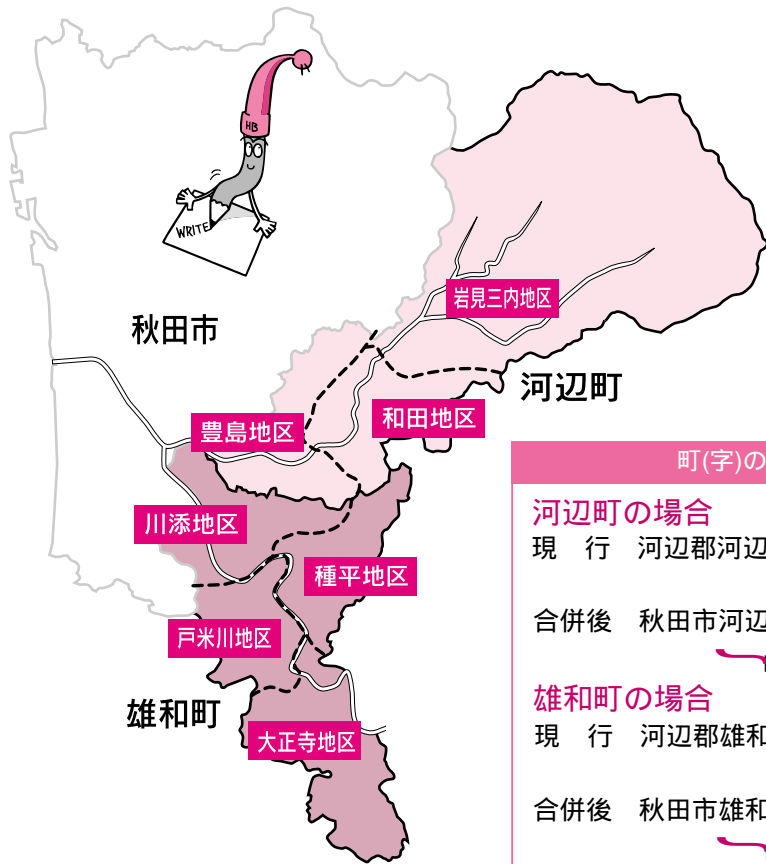 HB
WRITE
秋田市
岩見三内地区
河辺町
和田地区
豊島地区
川添地区
種平地区
戸米川地区
雄和町
大正寺地区
町(字)の
河辺町の場合
現　行　河辺郡河辺
合併後　秋田市河辺
雄和町の場合
現　行　河辺郡雄和
合併後　秋田市雄和